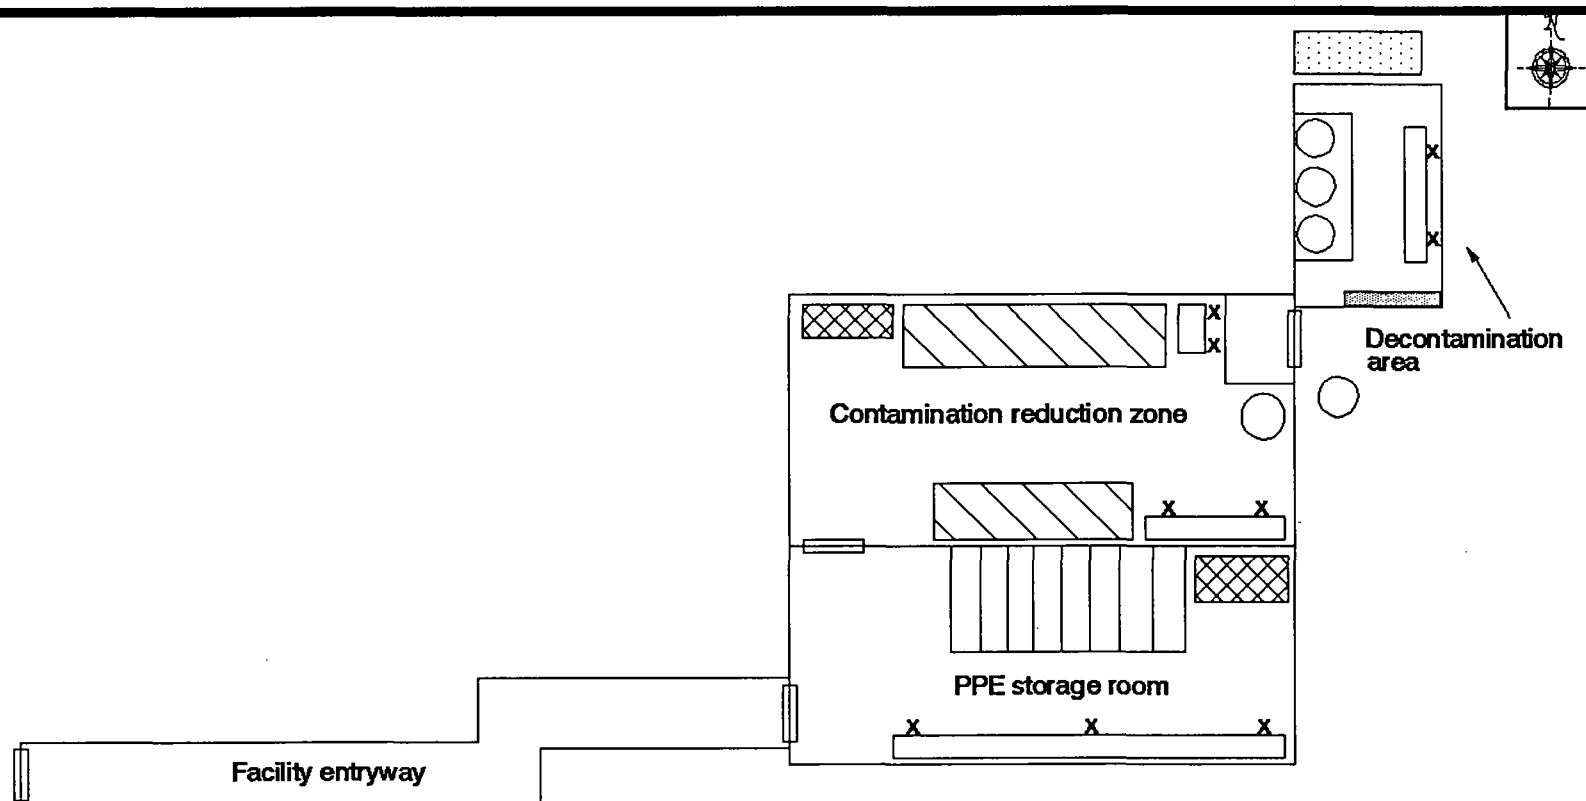 N
x
x
Decontamination
area
x
x
Contamination reduction zone
x x
PPE storage room
x x x
Facility entryway